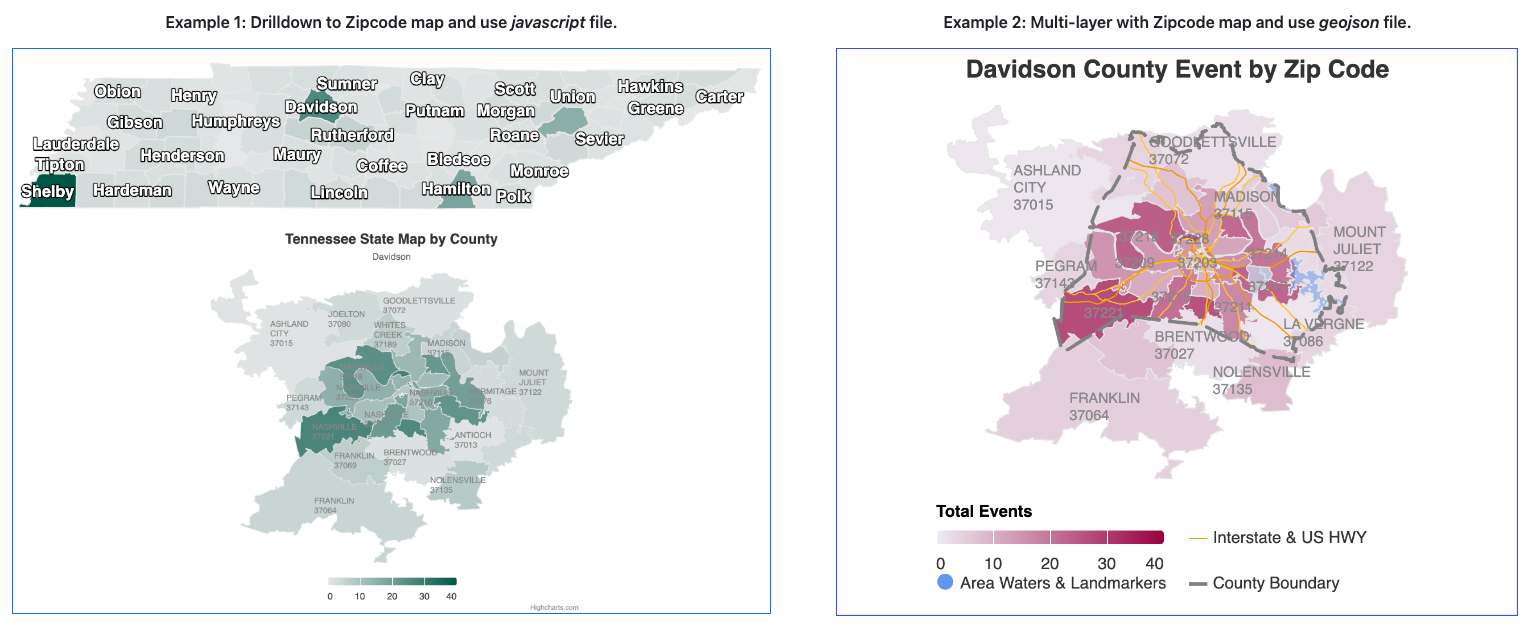 Example 1: Drilldown to Zipcode map and use javascript file.
Obion
Henry
Sumner
Clay
Scott
Union
Hawkins
Carter
Gibson
Humphreys
Davidson
Putnam
Morgan
Greene
Lauderdale
Rutherford
Roane
Sevier
Tipton
Henderson
Maury
Coffee
Bledsoe
Monroe
Shelby
Hardeman
Wayne
Lincoln
Hamilton
Polk
Tennessee State Map by County
Davidson
GOODLETTSVILLE
37072
JOELTON
37080
ASHLAND
CITY
37015
WHITES
CREEK
37189
MADISON
37115
MOUNT
JULIET
37122
PEGRAM
37143
NASHVILLE
NASHVILLE
NASHVILLE
NASHVILLE
37221
ANTIOCH
37013
FRANKLIN
37069
BRENTWOOD
37027
NOLENSVILLE
37135
FRANKLIN
37064
0 10 20 30 40
Highcharts.com
Example 2: Multi-layer with Zipcode map and use geojson file.
Davidson County Event by Zip Code
GOODLETTSVILLE
37072
ASHLAND
CITY
37015
MADISON
37115
MOUNT
JULIET
37122
37218
37228
37214
PEGRAM
37143
37209
37203
37221
37211
LA VERGNE
37086
BRENTWOOD
37027
NOLENSVILLE
37135
FRANKLIN
37064
Total Events
0 10 20 30 40
Interstate & US HWY
Area Waters & Landmarkers
County Boundary